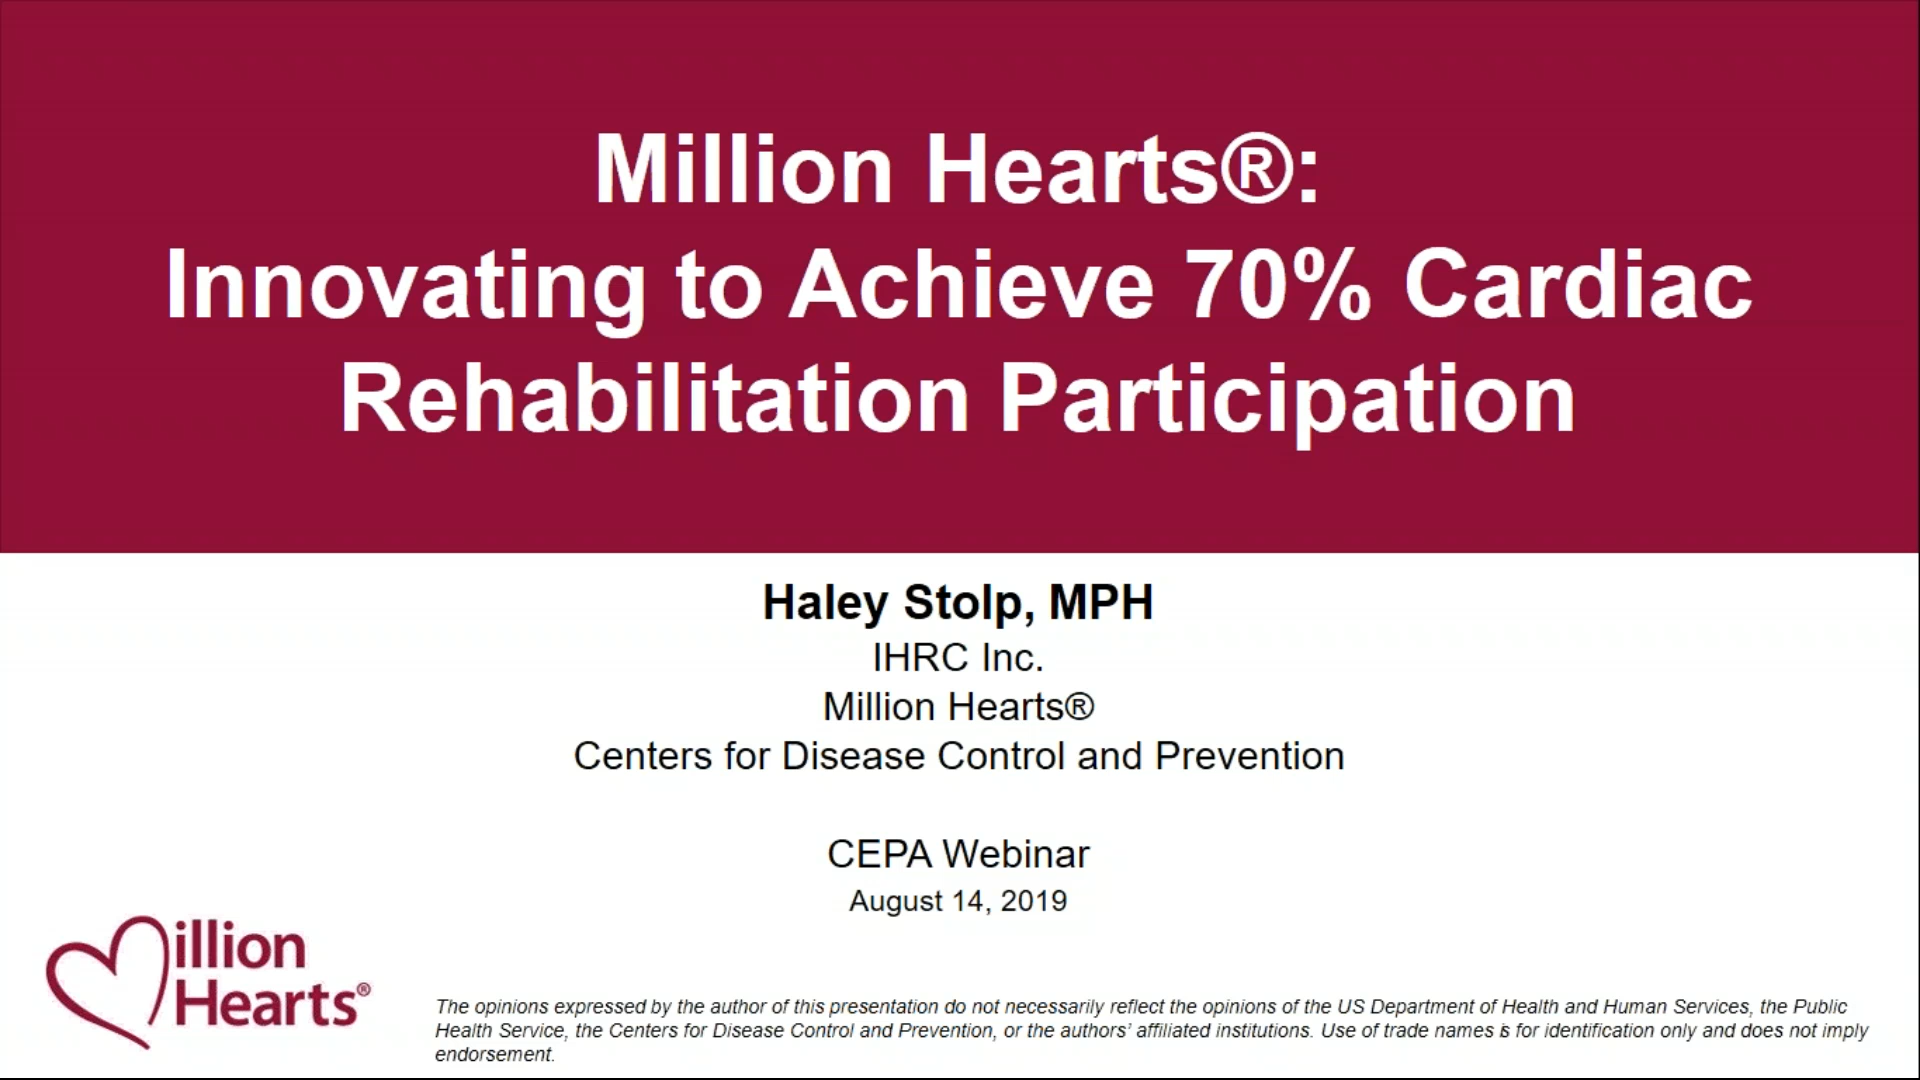 Million Hearts®:
Innovating to Achieve 70% Cardiac
Rehabilitation Participation
Haley Stolp, MPH
IHRC Inc.
Million Hearts®
Centers for Disease Control and Prevention
CEPA Webinar
August 14, 2019
illion
Hearts®
The opinions expressed by the author of this presentation do not necessarily reflect the opinions of the US Department of Health and Human Services, the Public
Health Service, the Centers for Disease Control and Prevention, or the authors’ affiliated institutions. Use of trade names is for identification only and does not imply
endorsement.